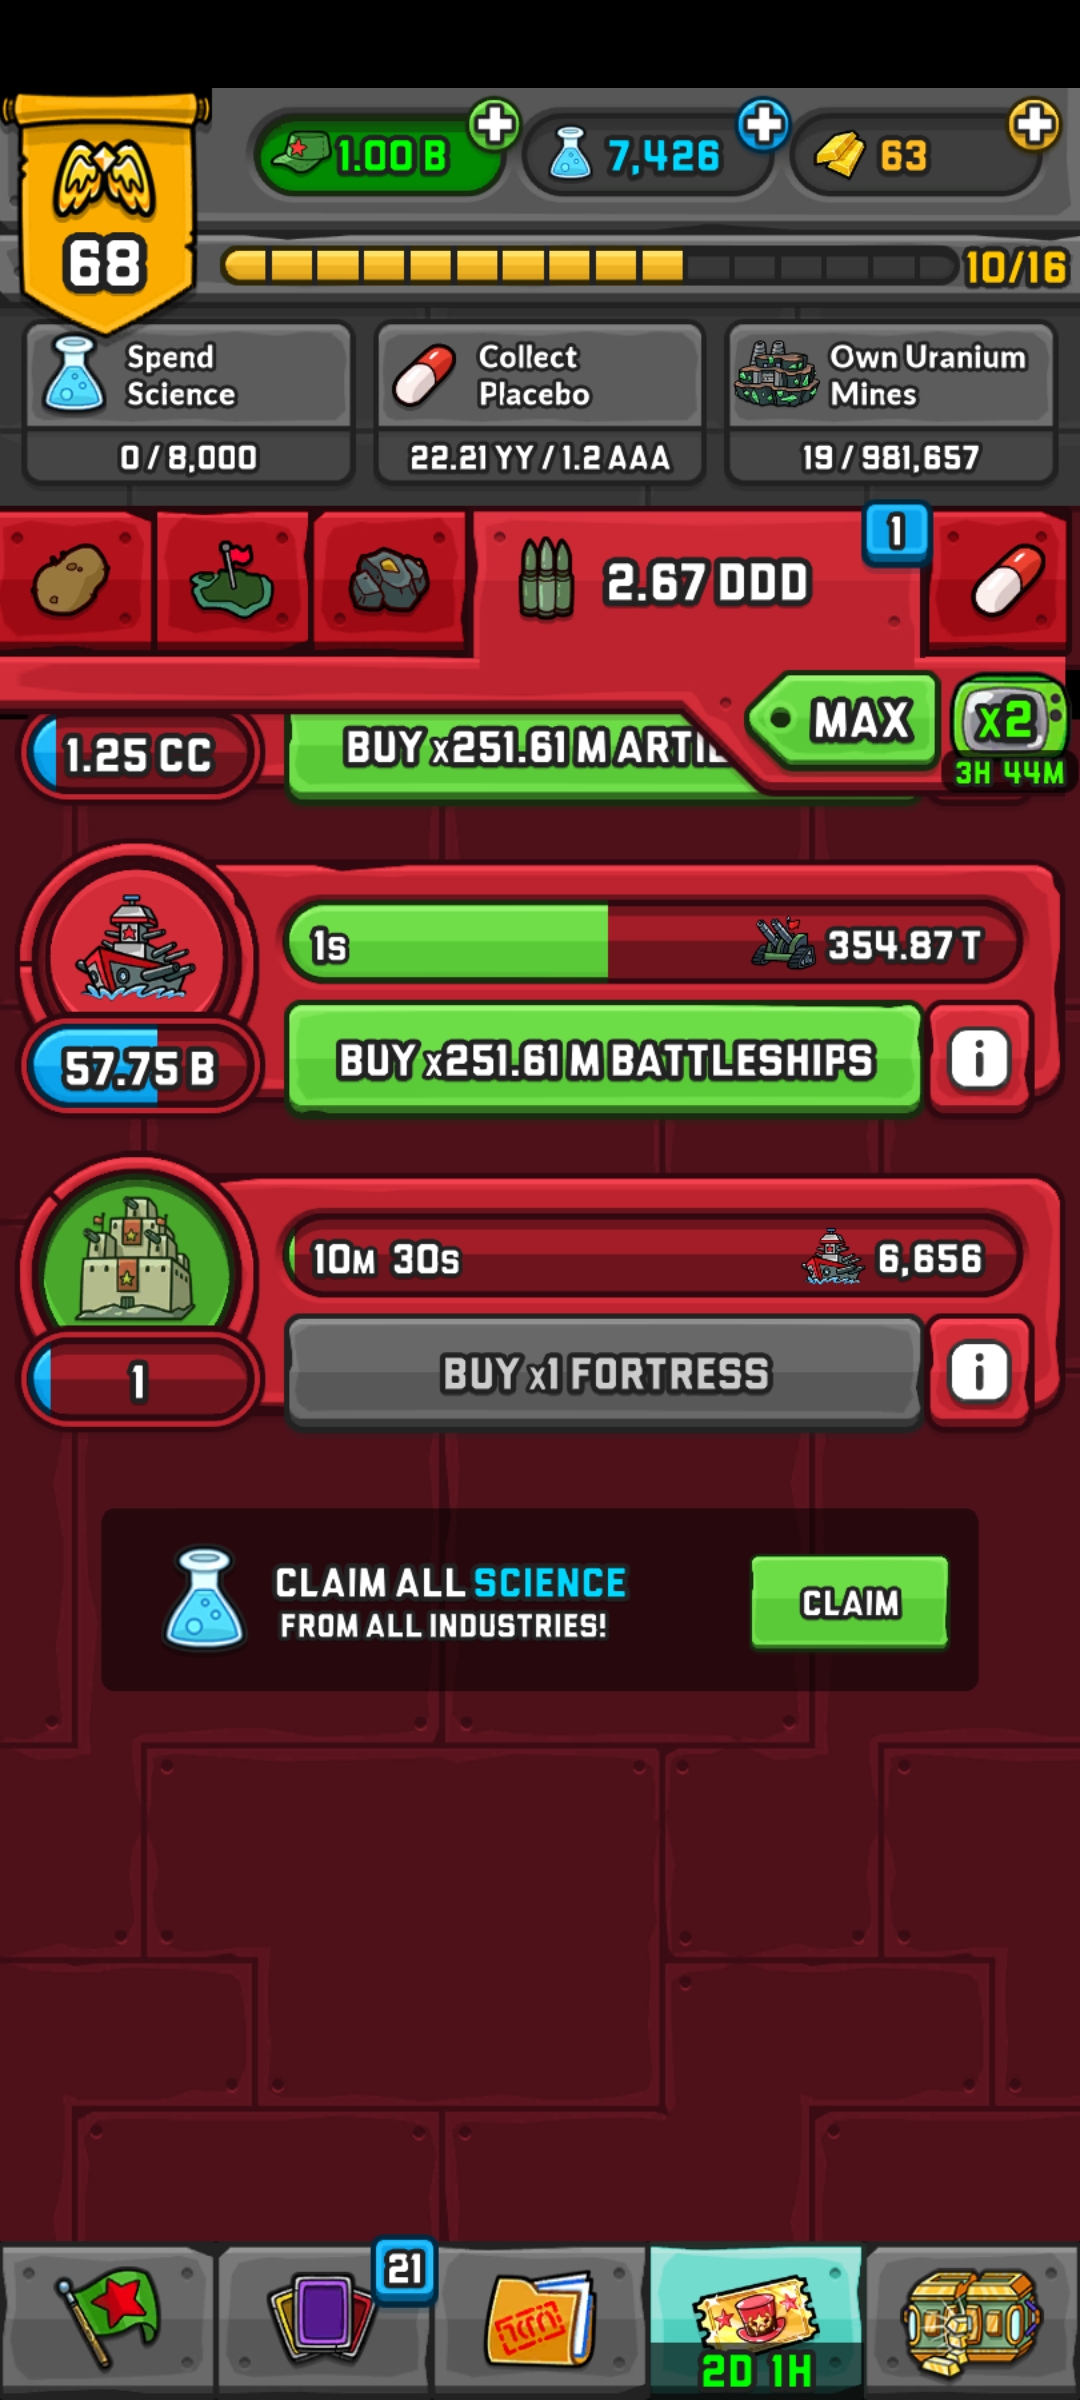 1.00 B
7,426
63
68
10/16
Spend
Science
0 / 8,000
Collect
Placebo
22.21 YY / 1.2 AAA
Own Uranium
Mines
19 / 981,657
2.67 DDD
1
MAX
x2
3H 44M
1.25 CC
BUY x251.61 M ARTIL
1s
354.87 T
57.75 B
BUY x251.61 M BATTLESHIPS
i
10M 30s
6,656
1
BUY x1 FORTRESS
i
CLAIM ALL SCIENCE
FROM ALL INDUSTRIES!
CLAIM
21
2D 1H